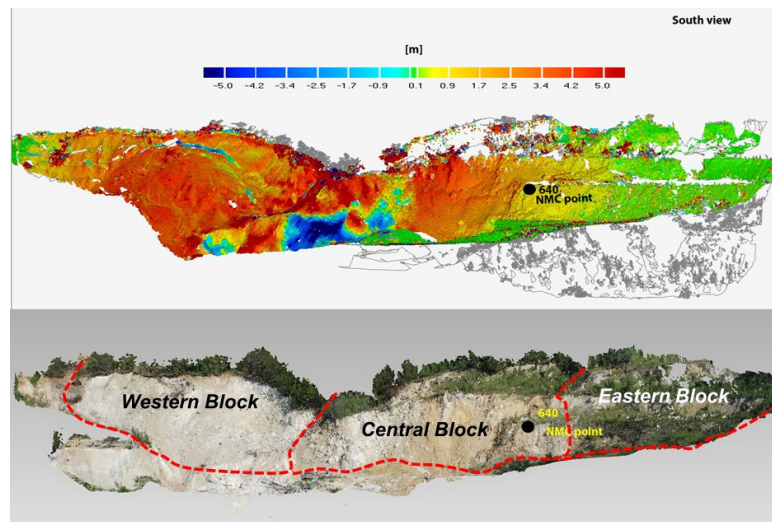 South view
[m]
-5.0 -4.2 -3.4 -2.5 -1.7 -0.9 0.1 0.9 1.7 2.5 3.4 4.2 5.0
640
NMC point
Western Block
Central Block
640
NMC point
Eastern Block